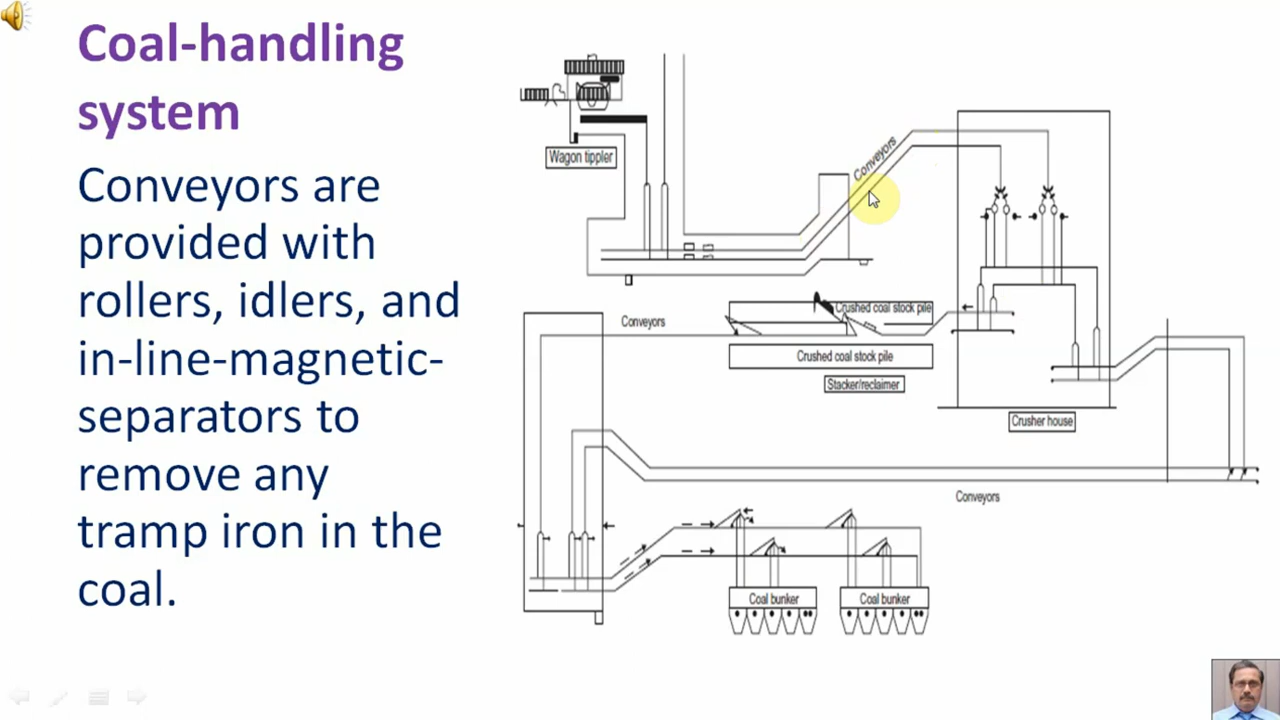 Coal-handling
system
Conveyors are
provided with
rollers, idlers, and
in-line-magnetic-
separators to
remove any
tramp iron in the
coal.
Wagon tippler
Conveyors
Conveyors
Crushed coal stock pile
Crushed coal stock pile
Stacker/reclaimer
Crusher house
Conveyors
Coal bunker
Coal bunker